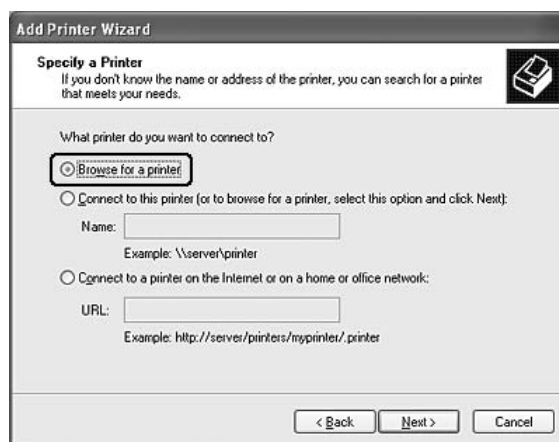 Add Printer Wizard
Specify a Printer
If you don't know the name or address of the printer, you can search for a printer
that meets your needs.
What printer do you want to connect to?
Browse for a printer
Connect to this printer (or to browse for a printer, select this option and click Next):
Name:
Example: \\server\printer
Connect to a printer on the Internet or on a home or office network:
URL:
Example: http://server/printers/myprinter/.printer
< Back Next > Cancel